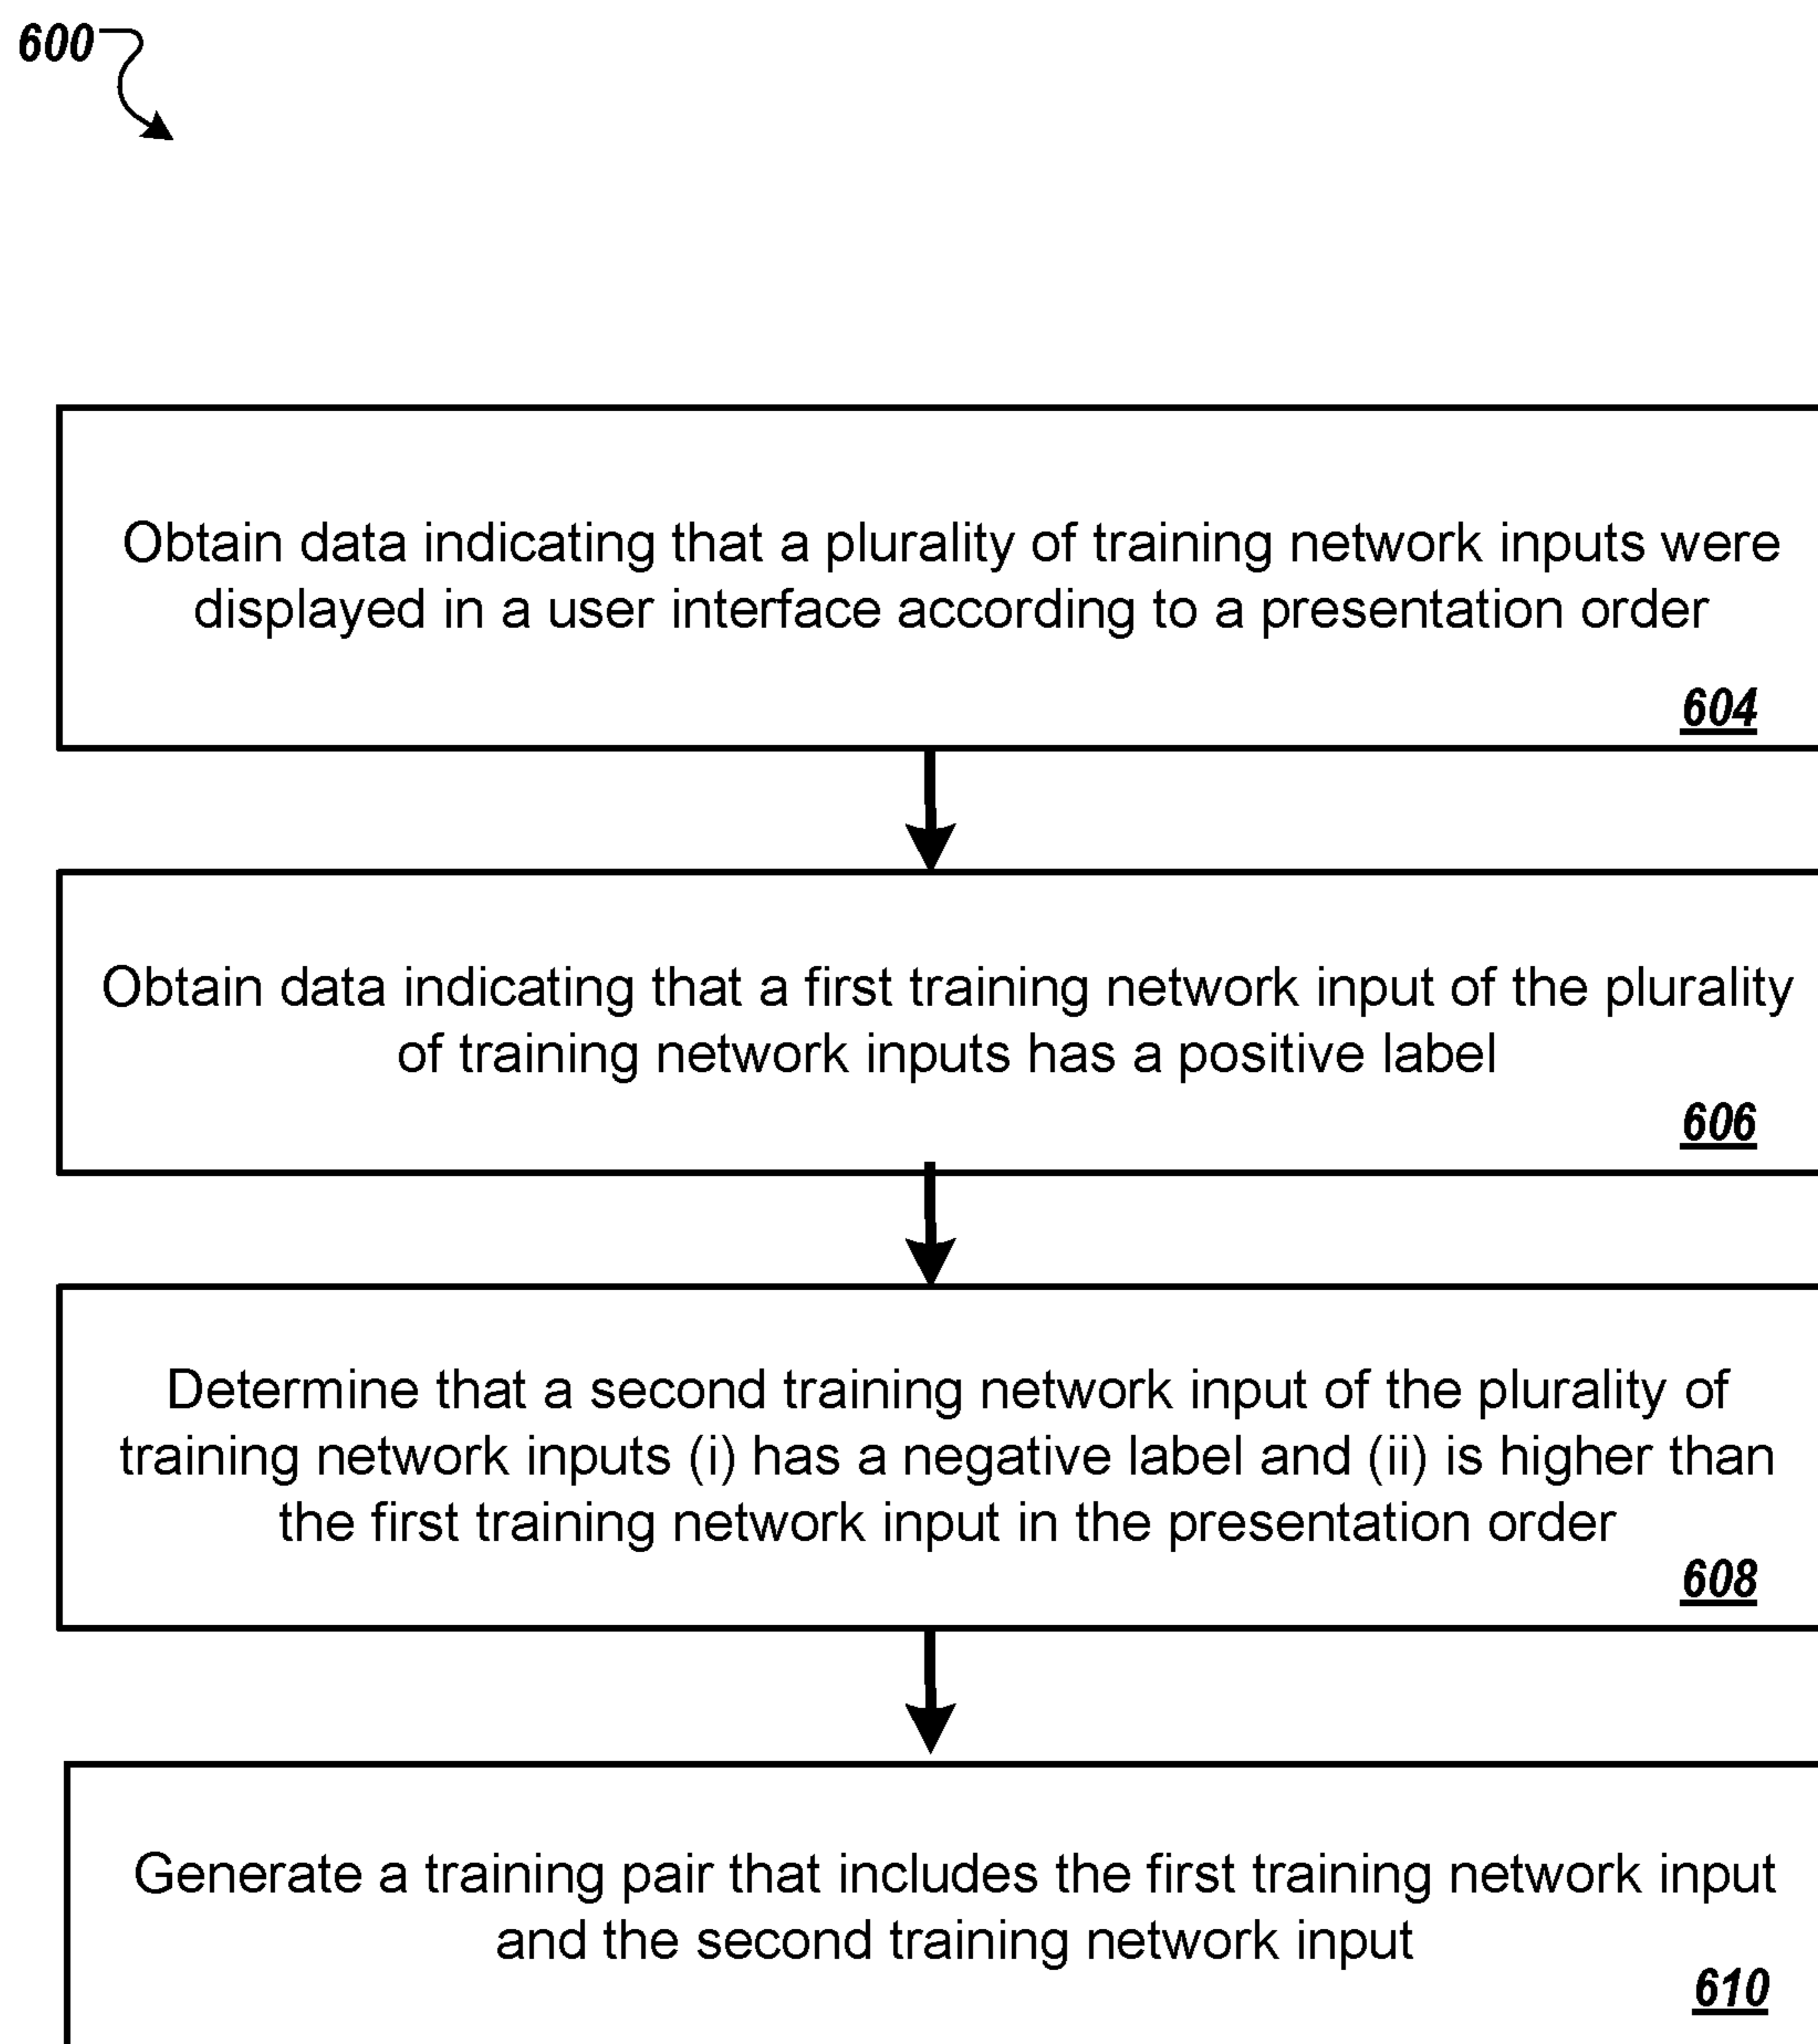 600
Obtain data indicating that a plurality of training network inputs were
displayed in a user interface according to a presentation order
604
Obtain data indicating that a first training network input of the plurality
of training network inputs has a positive label
606
Determine that a second training network input of the plurality of
training network inputs (i) has a negative label and (ii) is higher than
the first training network input in the presentation order
608
Generate a training pair that includes the first training network input
and the second training network input
610